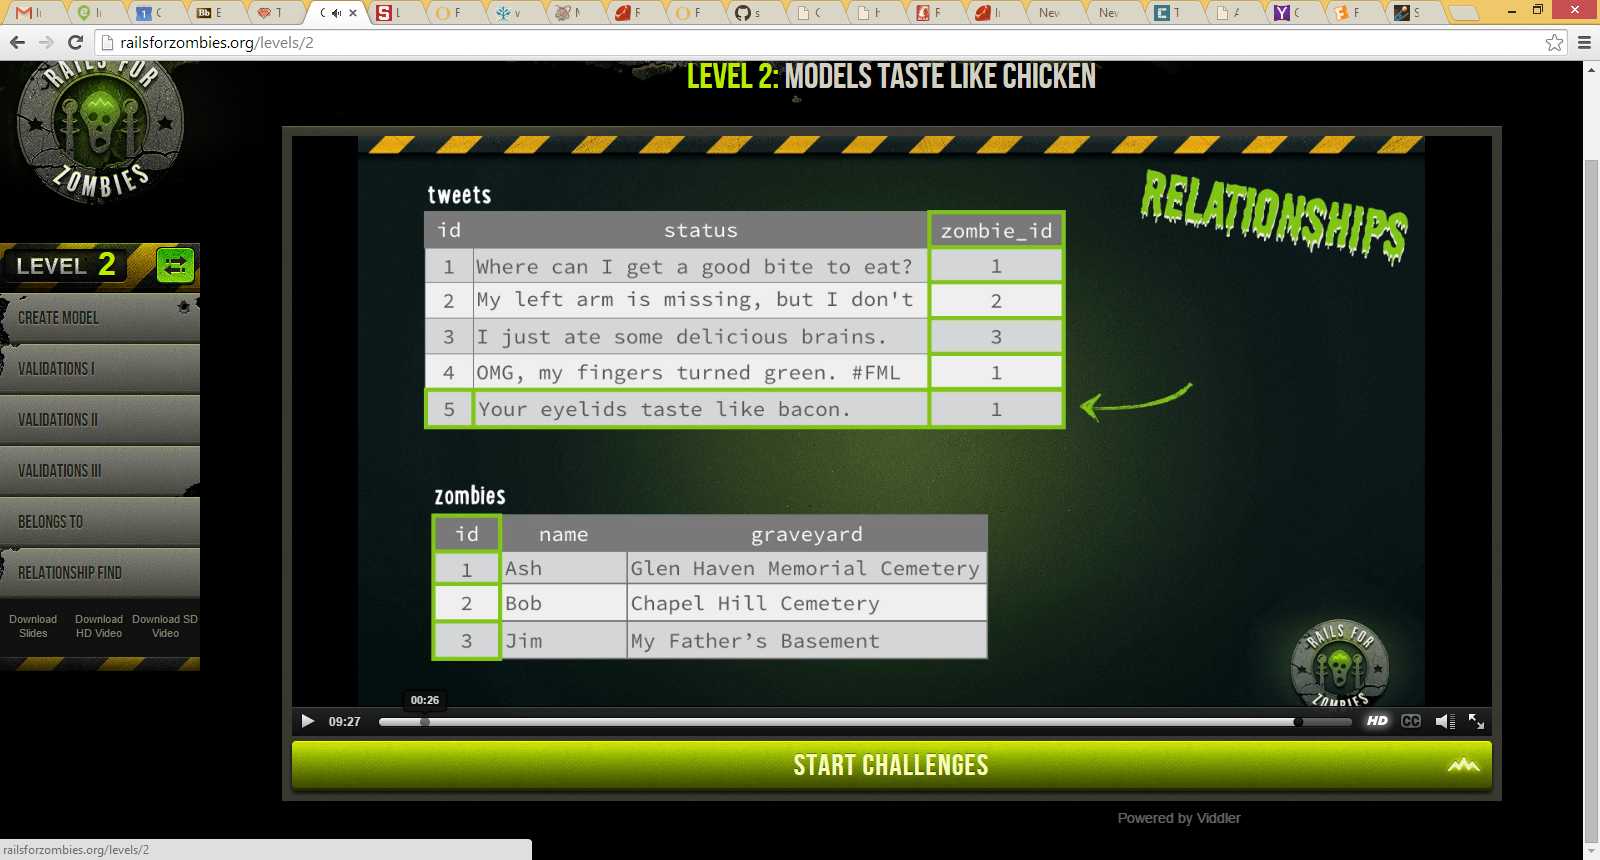 railsforzombies.org/levels/2
RAILS FOR
ZOMBIES
LEVEL 2: MODELS TASTE LIKE CHICKEN
LEVEL 2
CREATE MODEL
VALIDATIONS I
VALIDATIONS II
VALIDATIONS III
BELONGS TO
RELATIONSHIP FIND
Download Slides
Download HD Video
Download SD Video
RELATIONSHIPS
tweets
id status zombie_id
1 Where can I get a good bite to eat? 1
2 My left arm is missing, but I don't 2
3 I just ate some delicious brains. 3
4 OMG, my fingers turned green. #FML 1
5 Your eyelids taste like bacon. 1
zombies
id name graveyard
1 Ash Glen Haven Memorial Cemetery
2 Bob Chapel Hill Cemetery
3 Jim My Father’s Basement
RAILS FOR
ZOMBIES
00:26
09:27
HD CC
START CHALLENGES
Powered by Viddler
railsforzombies.org/levels/2